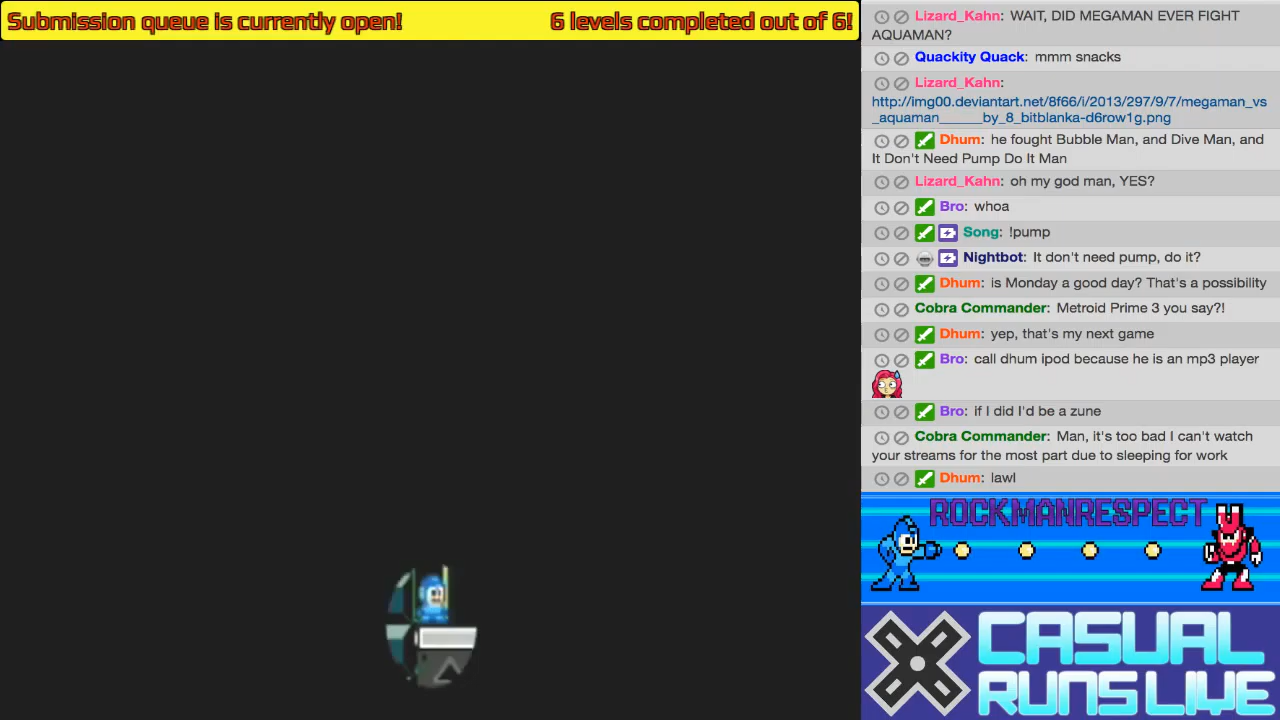 Submission queue is currently open!
6 levels completed out of 6!
Lizard_Kahn: WAIT, DID MEGAMAN EVER FIGHT
AQUAMAN?
Quackity Quack: mmm snacks
Lizard_Kahn:
http://img00.deviantart.net/8f66/i/2013/297/9/7/megaman_vs
_aquaman______by_8_bitblanka-d6row1g.png
Dhum: he fought Bubble Man, and Dive Man, and
It Don't Need Pump Do It Man
Lizard_Kahn: oh my god man, YES?
Bro: whoa
Song: !pump
Nightbot: It don't need pump, do it?
Dhum: is Monday a good day? That's a possibility
Cobra Commander: Metroid Prime 3 you say?!
Dhum: yep, that's my next game
Bro: call dhum ipod because he is an mp3 player
Bro: if I did I'd be a zune
Cobra Commander: Man, it's too bad I can't watch
your streams for the most part due to sleeping for work
Dhum: lawl
ROCKMANRESPECT
CASUAL
RUNS LIVE